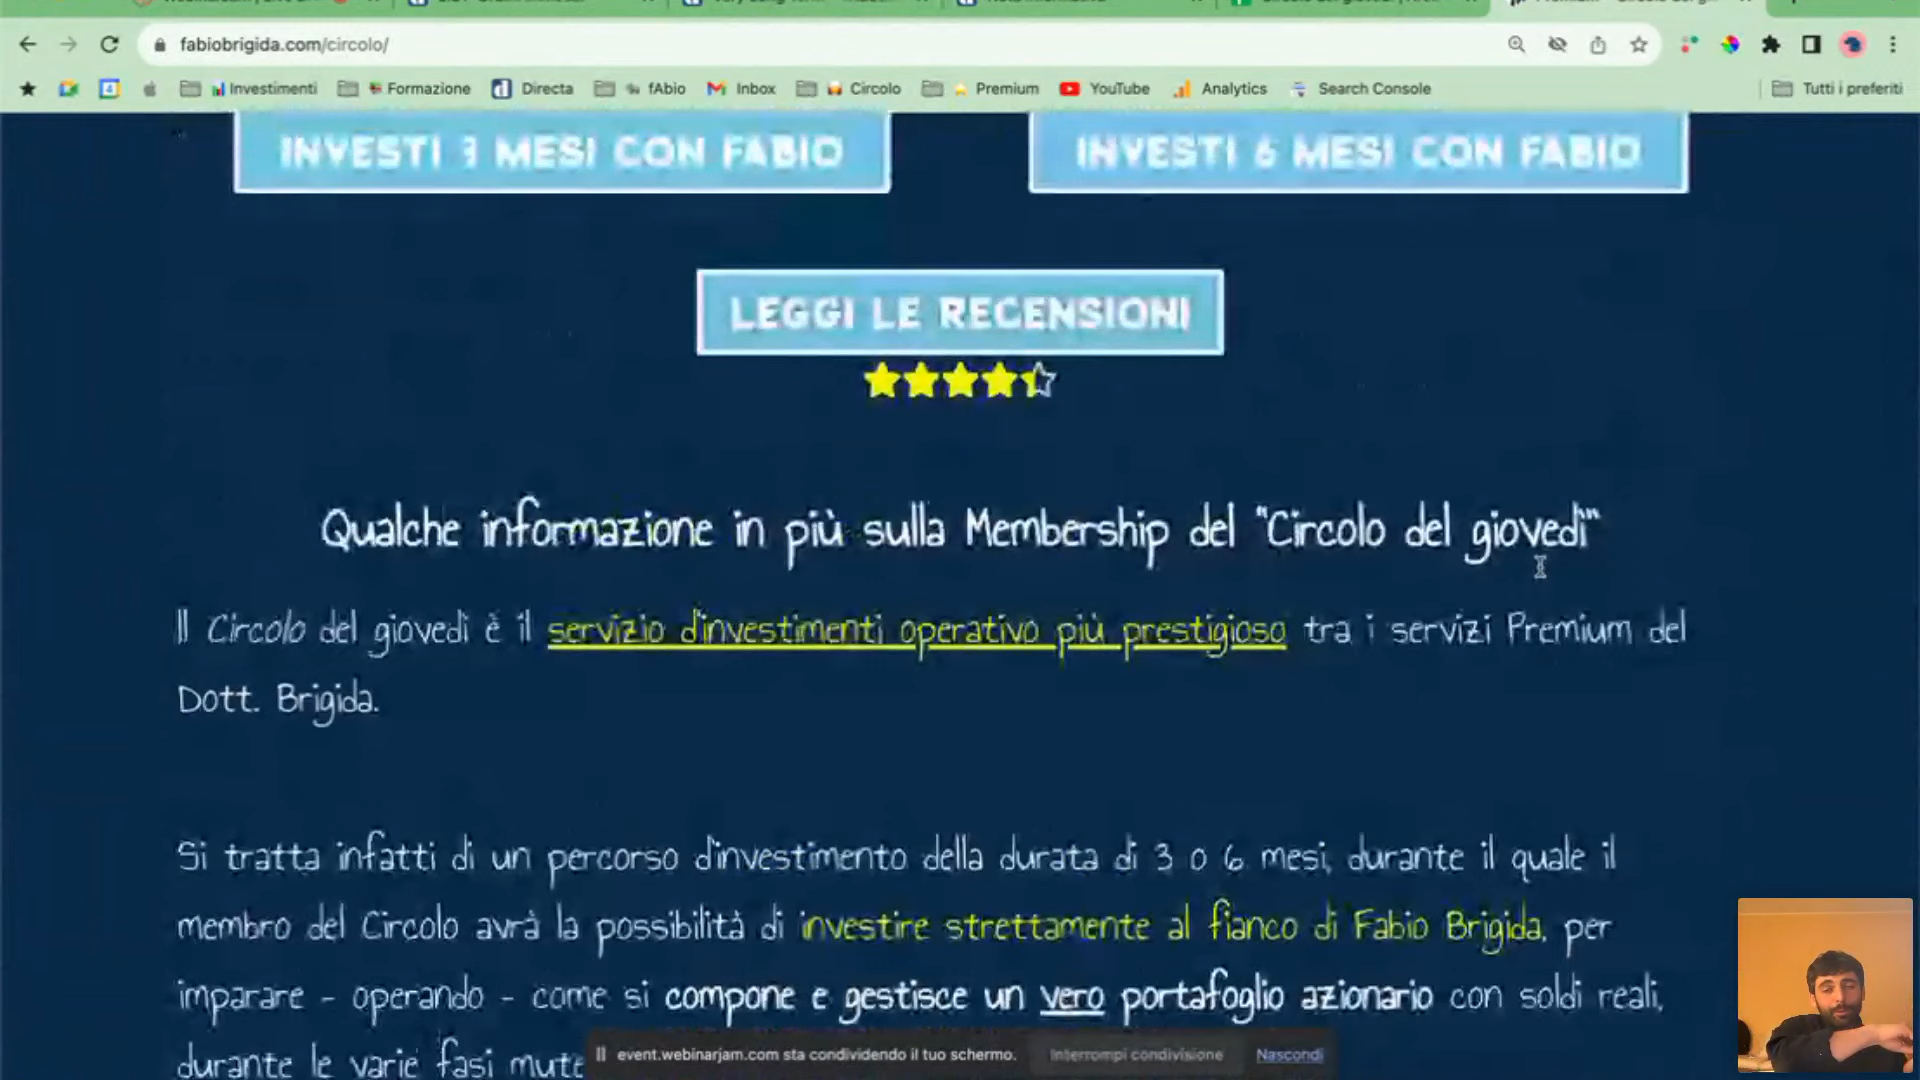 fabiobrigida.com/circolo/
Investimenti Formazione Directa fAbio Inbox Circolo Premium YouTube Analytics Search Console Tutti i preferiti
INVESTI 3 MESI CON FABIO
INVESTI 6 MESI CON FABIO
LEGGI LE RECENSIONI
Qualche informazione in più sulla Membership del "Circolo del giovedì"
Il Circolo del giovedì è il servizio d'investimenti operativo più prestigioso tra i servizi Premium del
Dott. Brigida.
Si tratta infatti di un percorso d'investimento della durata di 3 o 6 mesi, durante il quale il
membro del Circolo avrà la possibilità di investire strettamente al fianco di Fabio Brigida, per
imparare - operando - come si compone e gestisce un vero portafoglio azionario con soldi reali,
durante le varie fasi mute
event.webinarjam.com sta condividendo il tuo schermo. Interrompi condivisione Nascondi